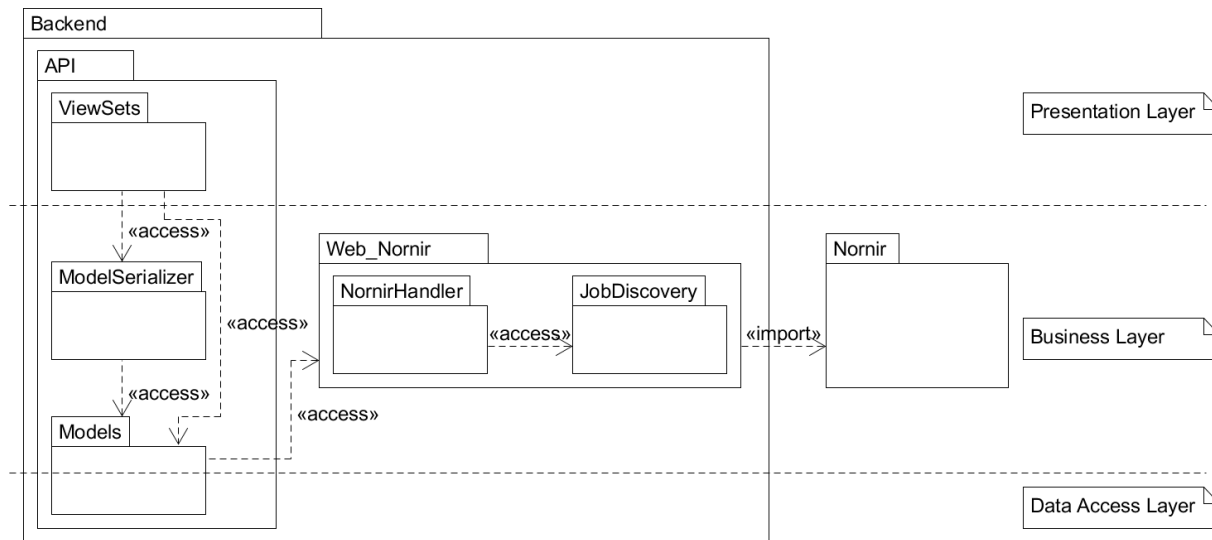 Backend
API
ViewSets
Presentation Layer
«access»
Web_Nornir
Nornir
ModelSerializer
NornirHandler
JobDiscovery
«access»
«access»
«import»
Business Layer
«access»
«access»
Models
Data Access Layer